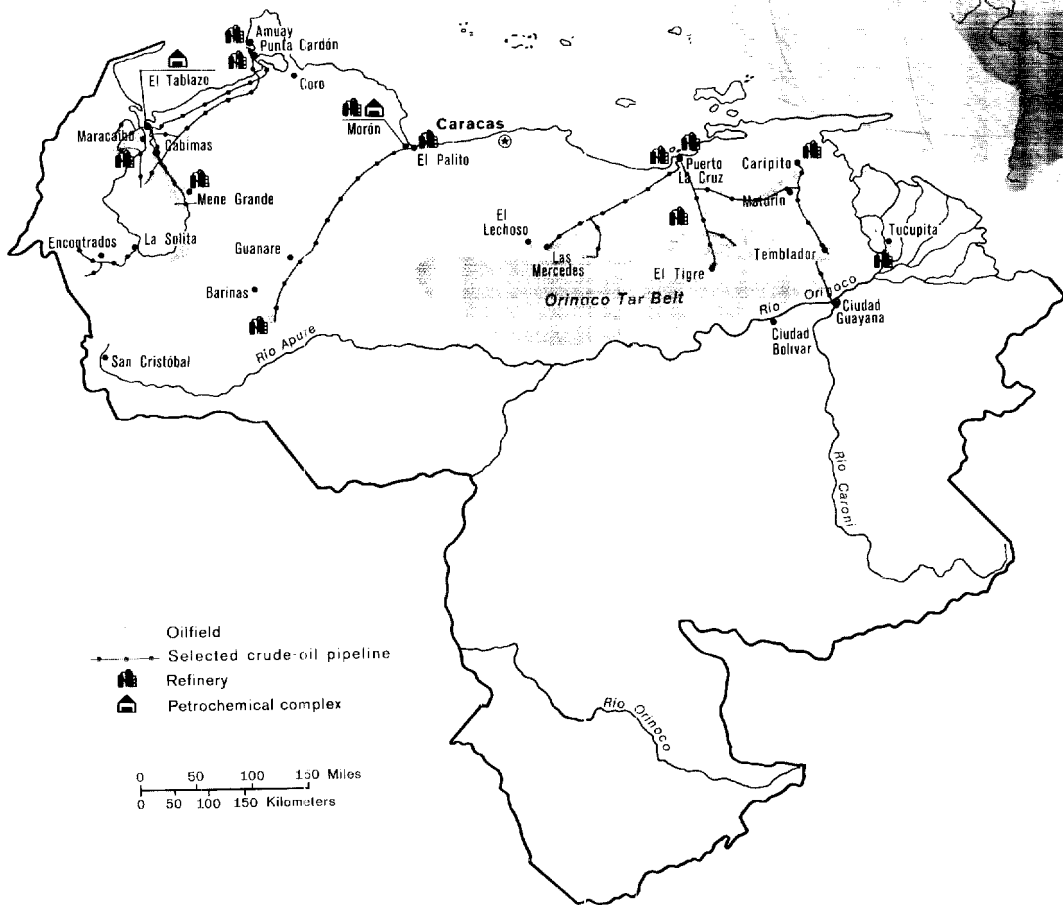 Amuay
Punta Cardón
El Tablazo
Coro
Maracaibo
Cabimas
Morón
Caracas
El Palito
Puerto
La Cruz
Caripito
Mene Grande
Maturín
Encontrados
La Solita
Guanare
El
Lechoso
Las
Mercedes
El Tigre
Temblador
Tucupita
Barinas
Orinoco Tar Belt
Río Orinoco
Ciudad
Guayana
Ciudad
Bolívar
San Cristóbal
Río Apure
Río Caroní
Oilfield
Selected crude-oil pipeline
Refinery
Petrochemical complex
Río Orinoco
0 50 100 150 Miles
0 50 100 150 Kilometers